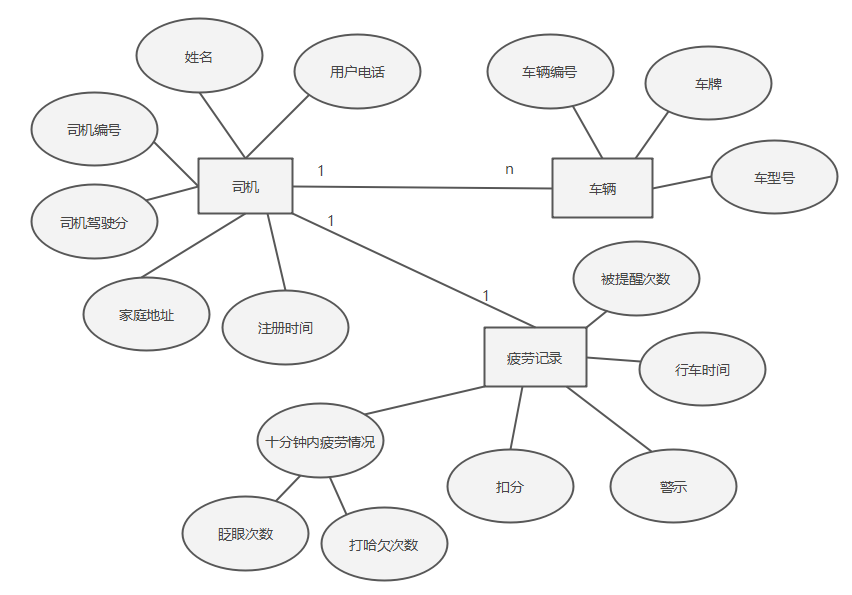 姓名
用户电话
车辆编号
车牌
司机编号
司机
1
n
车辆
车型号
司机驾驶分
1
家庭地址
注册时间
被提醒次数
1
疲劳记录
行车时间
十分钟内疲劳情况
扣分
警示
眨眼次数
打哈欠次数